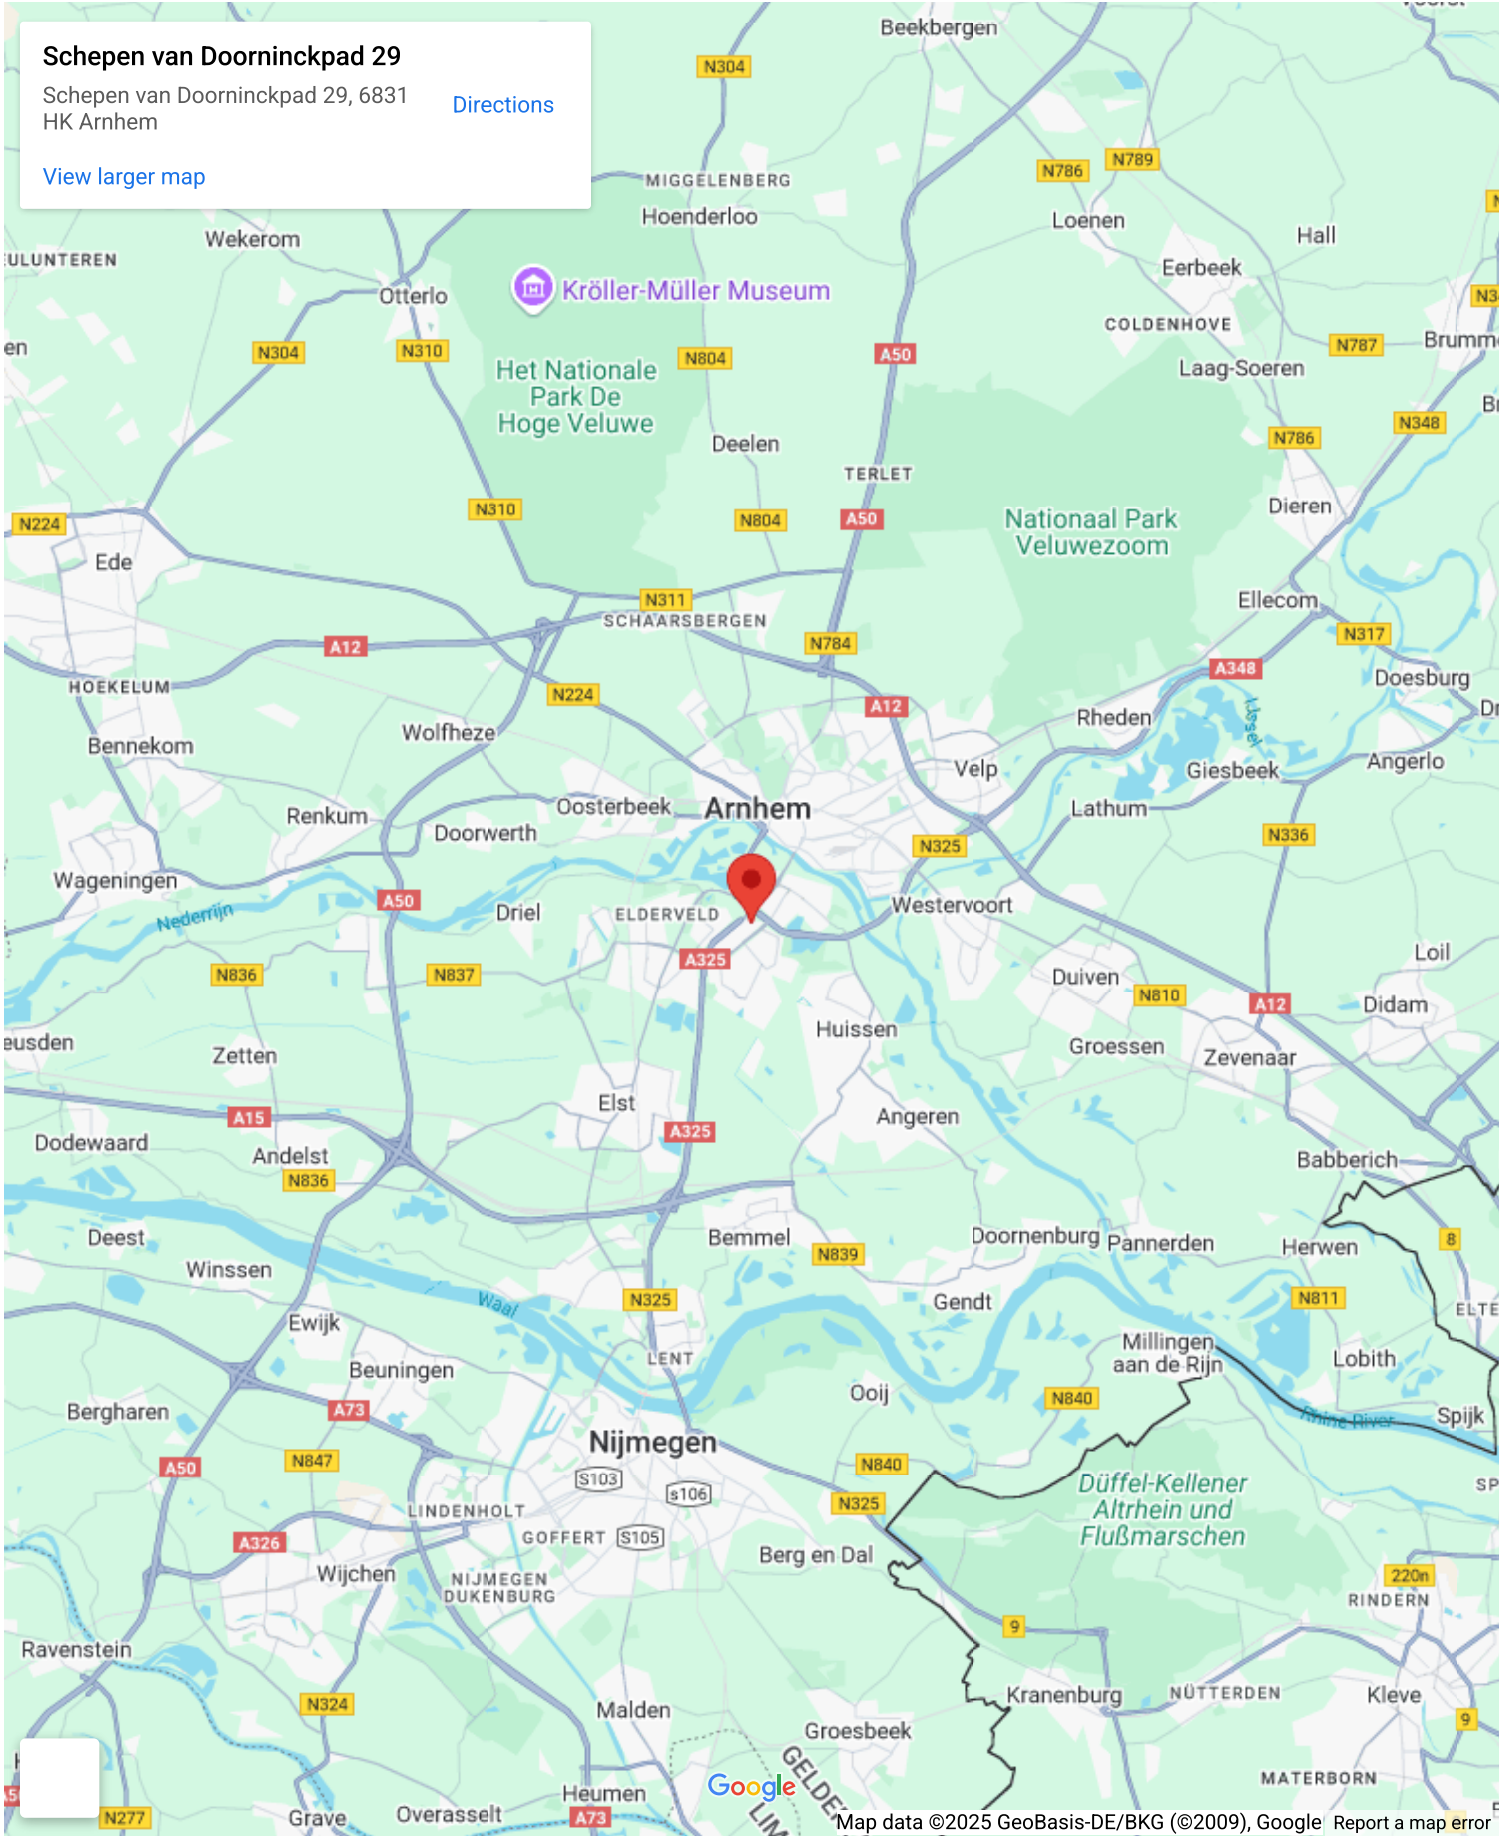 Schepen van Doorninckpad 29
Schepen van Doorninckpad 29, 6831
HK Arnhem
Directions
View larger map
Beekbergen
N304
MIGGELENBERG
Hoenderloo
N786
N789
Loenen
Hall
Wekerom
ULUNTEREN
Otterlo
Kröller-Müller Museum
Eerbeek
COLDENHOVE
N304
N310
N804
A50
N787
Laag-Soeren
Het Nationale
Park De
Hoge Veluwe
Deelen
N348
N786
TERLET
N310
N804
A50
Nationaal Park
Veluwezoom
Dieren
N224
Ede
N311
SCHAARSBERGEN
Ellecom
N317
A12
N784
A348
HOEKELUM
N224
A12
Doesburg
IJssel
Bennekom
Wolfheze
Rheden
Velp
Giesbeek
Angerlo
Renkum
Oosterbeek
Arnhem
Lathum
Doorwerth
N325
N336
Wageningen
A50
Nederrijn
Driel
ELDERVELD
Westervoort
A325
N836
N837
Duiven
N810
A12
Loil
Didam
eusden
Zetten
Huissen
Groessen
Zevenaar
A15
Elst
A325
Angeren
Dodewaard
Andelst
N836
Babberich
Deest
Bemmel
N839
Doornenburg
Pannerden
Herwen
8
Winssen
Waal
N325
Gendt
N811
Ewijk
LENT
Millingen
aan de Rijn
Lobith
Beuningen
Ooij
N840
Bergharen
A73
Rhine River
Spijk
Nijmegen
A50
N847
S103
s106
N840
N325
Düffel-Kellener
Altrhein und
Flußmarschen
LINDENHOLT
GOFFERT
S105
A326
Berg en Dal
Wijchen
NIJMEGEN
DUKENBURG
220n
RINDERN
9
Ravenstein
N324
Malden
Groesbeek
Kranenburg
NÜTTERDEN
Kleve
9
MATERBORN
N277
Grave
Overasselt
Heumen
A73
Google
Map data ©2025 GeoBasis-DE/BKG (©2009), Google
Report a map error